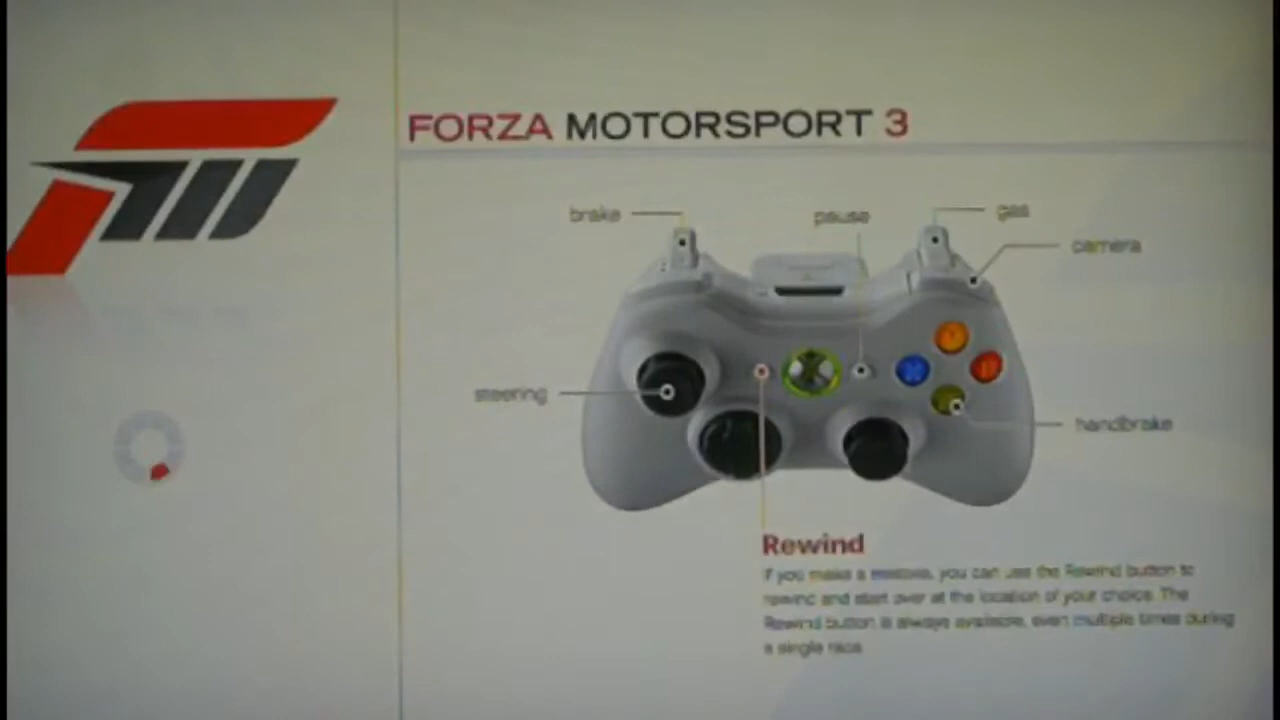 FORZA MOTORSPORT 3
brake
pause
gas
camera
steering
handbrake
Rewind
If you make a mistake, you can use the Rewind button to
rewind and start over at the location of your choice. The
Rewind button is always available, even multiple times during
a single race.